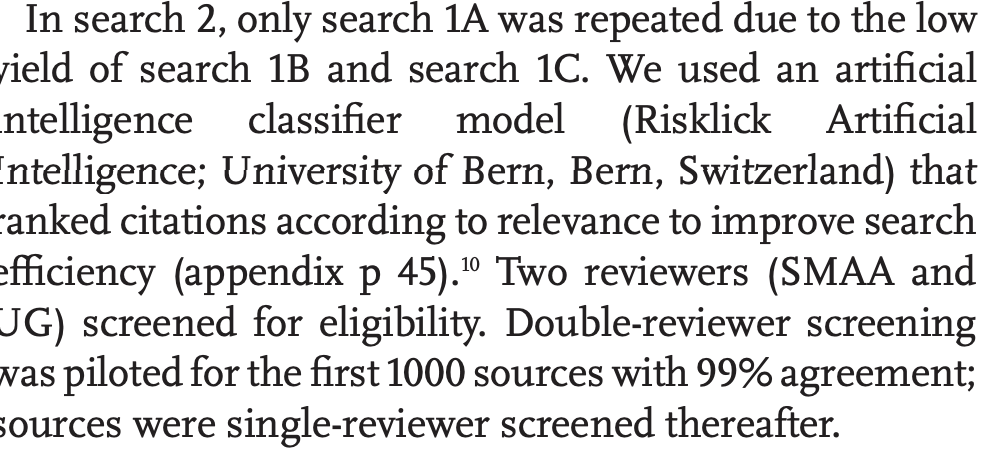 In search 2, only search 1A was repeated due to the low
yield of search 1B and search 1C. We used an artificial
intelligence classifier model (Risklick Artificial
Intelligence; University of Bern, Bern, Switzerland) that
ranked citations according to relevance to improve search
efficiency (appendix p 45).¹⁰ Two reviewers (SMAA and
UG) screened for eligibility. Double-reviewer screening
was piloted for the first 1000 sources with 99% agreement;
sources were single-reviewer screened thereafter.